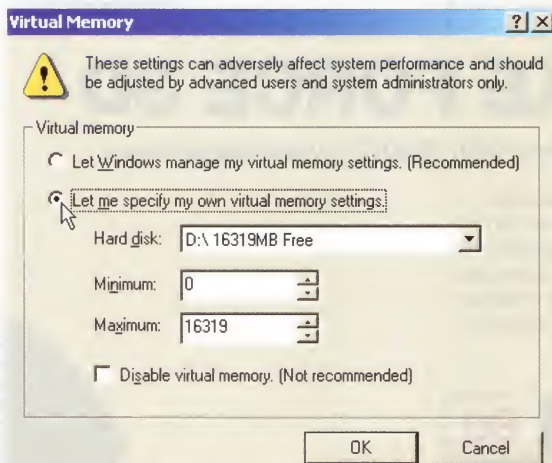 Virtual Memory
These settings can adversely affect system performance and should
be adjusted by advanced users and system administrators only.
Virtual memory
Let Windows manage my virtual memory settings. (Recommended)
Let me specify my own virtual memory settings.
Hard disk: D:\ 16319MB Free
Minimum: 0
Maximum: 16319
Disable virtual memory. (Not recommended)
OK Cancel